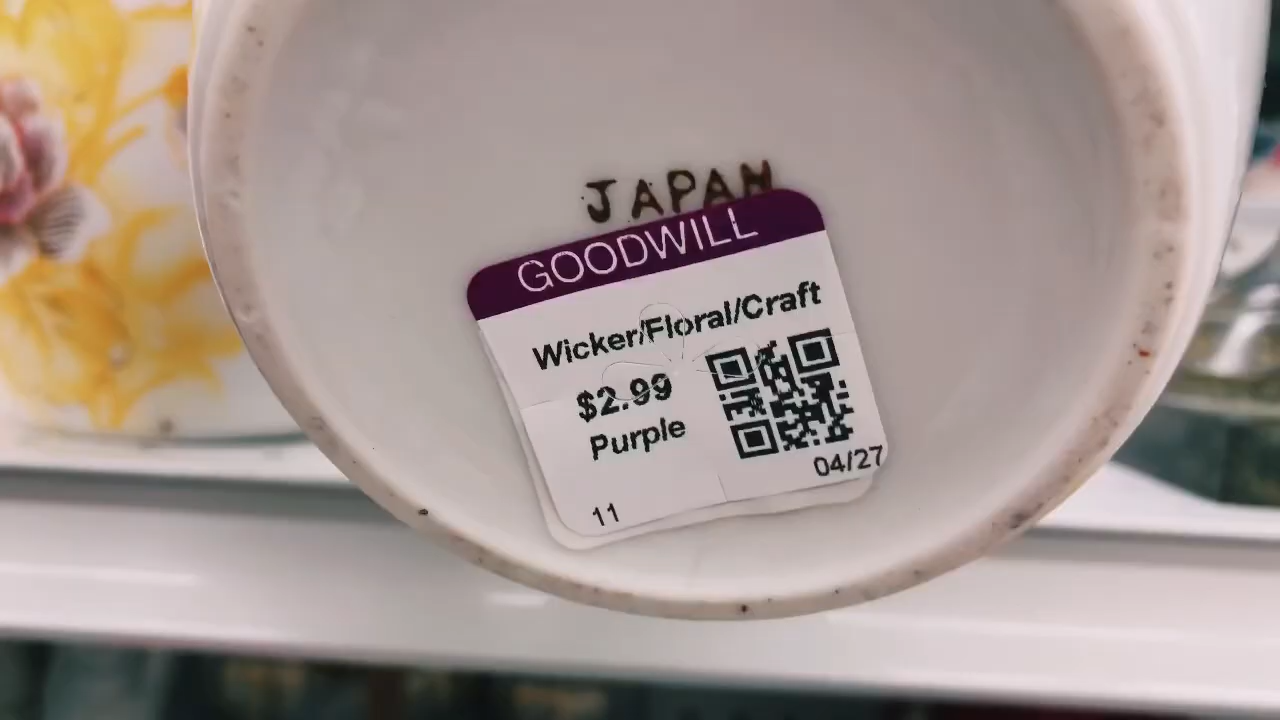 JAPAN
GOODWILL
Wicker/Floral/Craft
$2.99
Purple
04/27
11